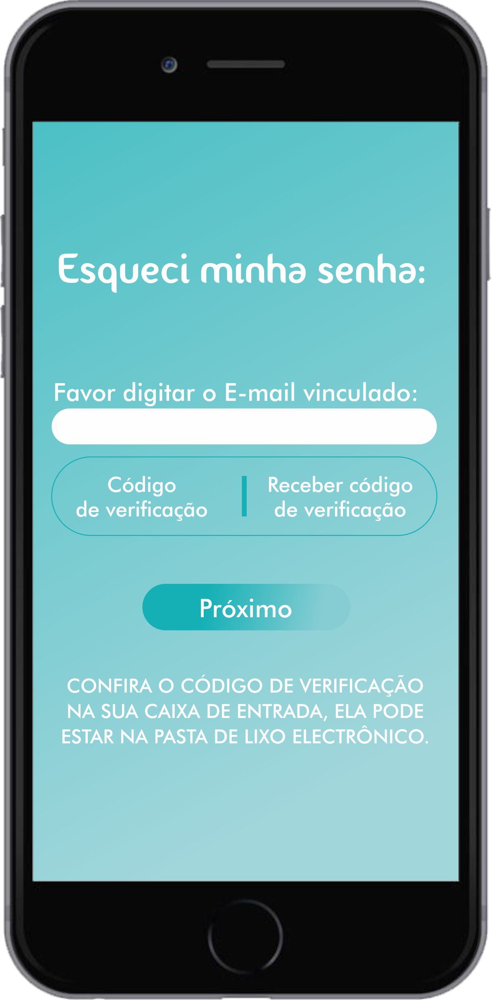 Esqueci minha senha:
Favor digitar o E-mail vinculado:
Código
de verificação
Receber código
de verificação
Próximo
CONFIRA O CÓDIGO DE VERIFICAÇÃO
NA SUA CAIXA DE ENTRADA, ELA PODE
ESTAR NA PASTA DE LIXO ELECTRÔNICO.